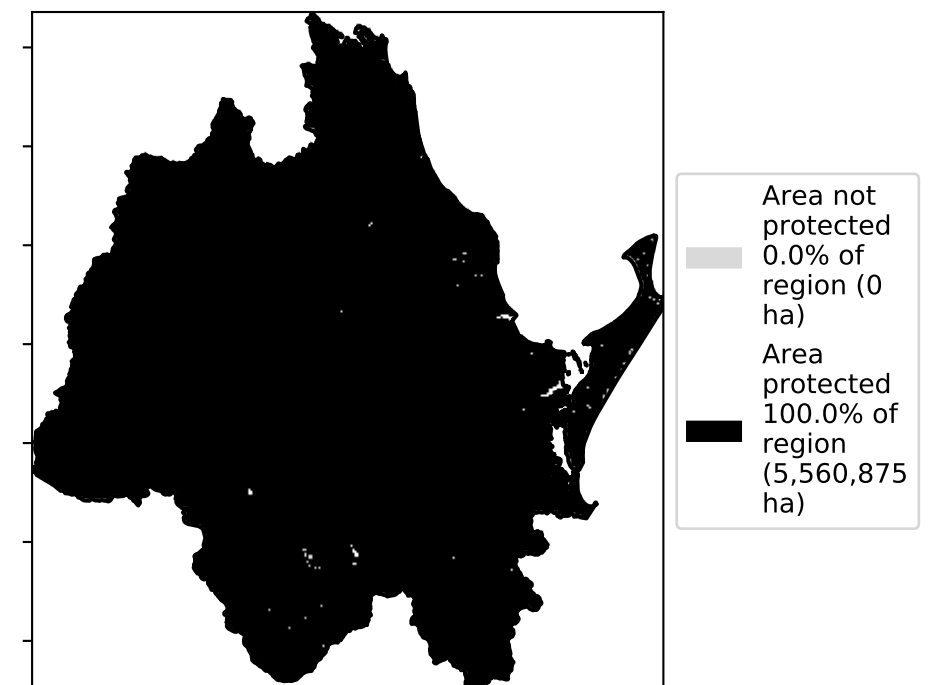 Area not
protected
0.0% of
region (0
ha)
Area
protected
100.0% of
region
(5,560,875
ha)